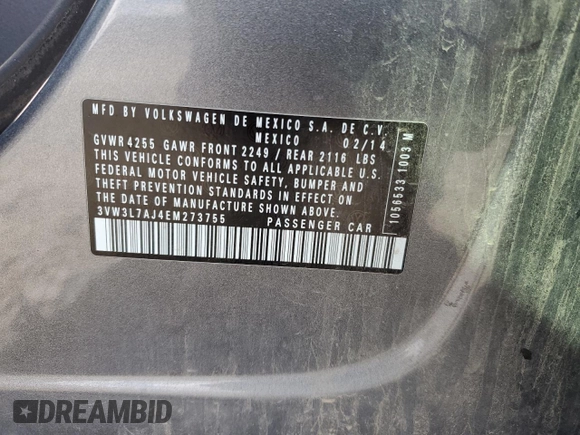 MFD BY VOLKSWAGEN DE MEXICO S.A. DE C.V.
MEXICO 02/14
GVWR 4255 GAWR FRONT 2249 / REAR 2116 LBS
THIS VEHICLE CONFORMS TO ALL APPLICABLE U.S.
FEDERAL MOTOR VEHICLE SAFETY, BUMPER AND
THEFT PREVENTION STANDARDS IN EFFECT ON
THE DATE OF MANUFACTURE SHOWN ABOVE.
3VW3L7AJ4EM273755 PASSENGER CAR
1056533 1003 M
DREAMBID